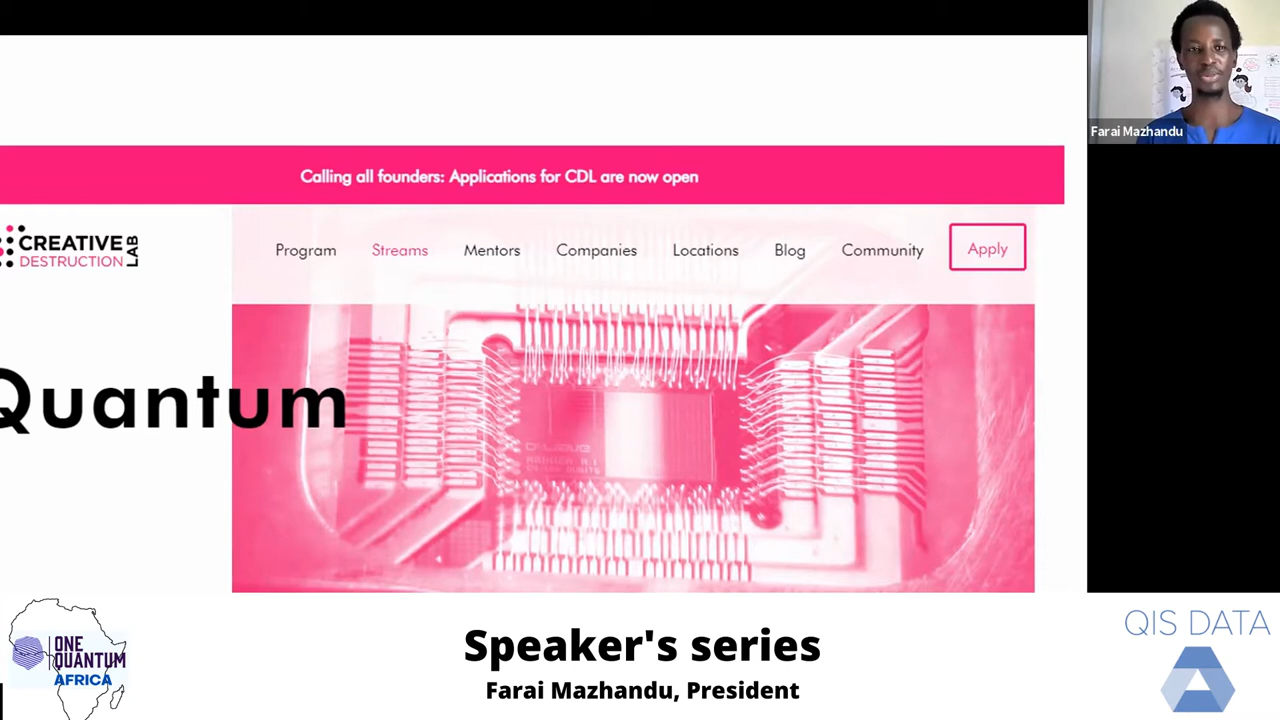 Farai Mazhandu
Calling all founders: Applications for CDL are now open
CREATIVE
DESTRUCTION
LAB
Program Streams Mentors Companies Locations Blog Community Apply
Quantum
ONE
QUANTUM
AFRICA
Speaker's series
Farai Mazhandu, President
QIS DATA